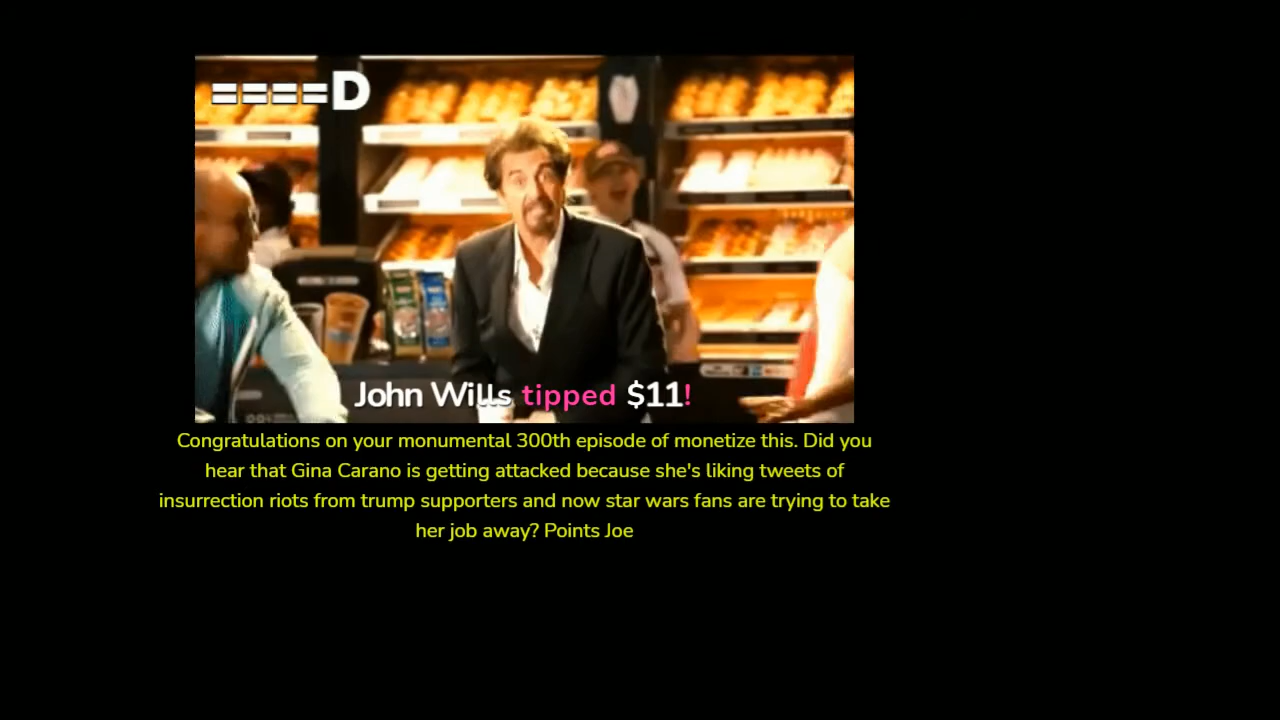 ====D
John Wills tipped $11!
Congratulations on your monumental 300th episode of monetize this. Did you
hear that Gina Carano is getting attacked because she's liking tweets of
insurrection riots from trump supporters and now star wars fans are trying to take
her job away? Points Joe